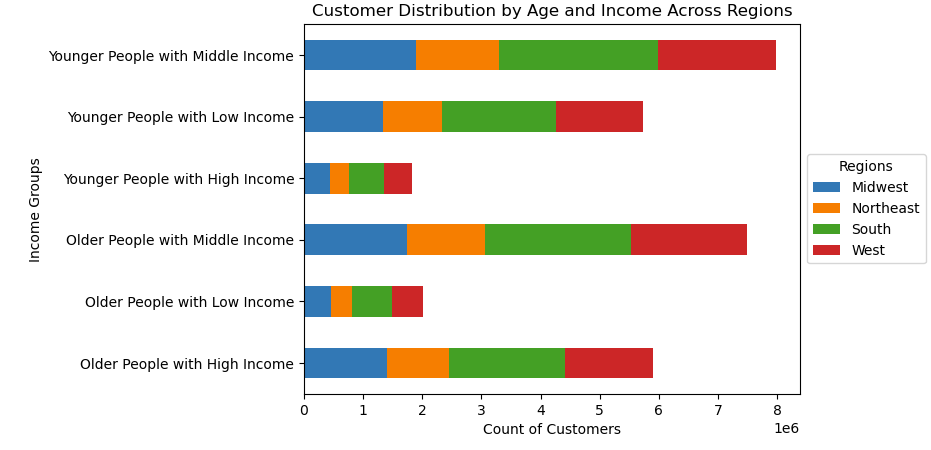 Customer Distribution by Age and Income Across Regions
Income Groups
Younger People with Middle Income
Younger People with Low Income
Younger People with High Income
Older People with Middle Income
Older People with Low Income
Older People with High Income
0 1 2 3 4 5 6 7 8
1e6
Count of Customers
Regions
Midwest
Northeast
South
West